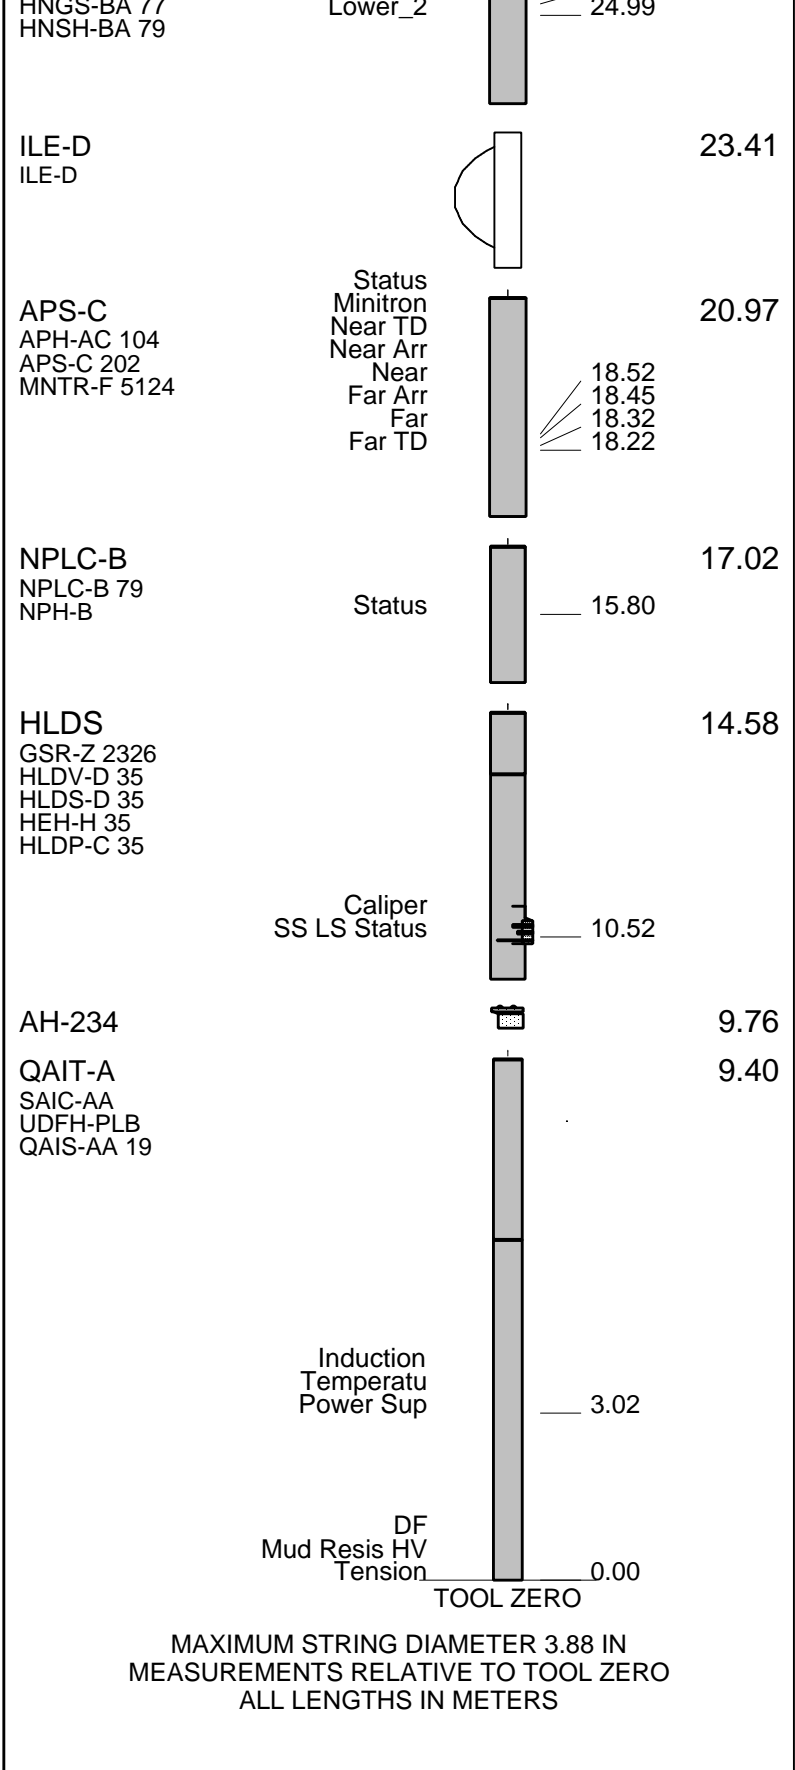 HNGS-BA 77
Lower_2 24.99
HNSH-BA 79
ILE-D 23.41
ILE-D
Status
APS-C Minitron 20.97
Near TD
APH-AC 104
Near Arr
APS-C 202
Near 18.52
MNTR-F 5124
Far Arr 18.45
Far 18.32
Far TD 18.22
NPLC-B 17.02
NPLC-B 79
NPH-B Status 15.80
HLDS 14.58
GSR-Z 2326
HLDV-D 35
HLDS-D 35
HEH-H 35
HLDP-C 35
Caliper
SS LS Status 10.52
AH-234 9.76
QAIT-A 9.40
SAIC-AA
UDFH-PLB
QAIS-AA 19
Induction
Temperatu
Power Sup 3.02
DF
Mud Resis HV
Tension 0.00
TOOL ZERO
MAXIMUM STRING DIAMETER 3.88 IN
MEASUREMENTS RELATIVE TO TOOL ZERO
ALL LENGTHS IN METERS